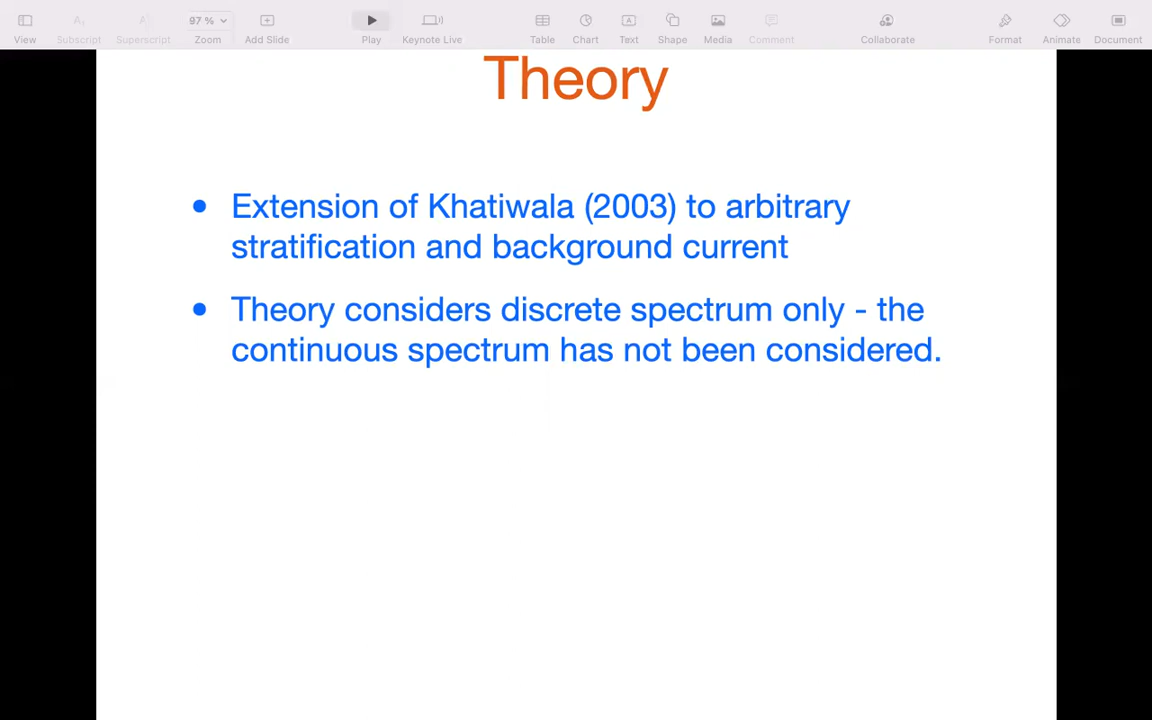 97 %
View
Subscript
Superscript
Zoom
Add Slide
Play
Keynote Live
Table
Chart
Text
Shape
Media
Comment
Collaborate
Format
Animate
Document
Theory
• Extension of Khatiwala (2003) to arbitrary
stratification and background current
• Theory considers discrete spectrum only - the
continuous spectrum has not been considered.